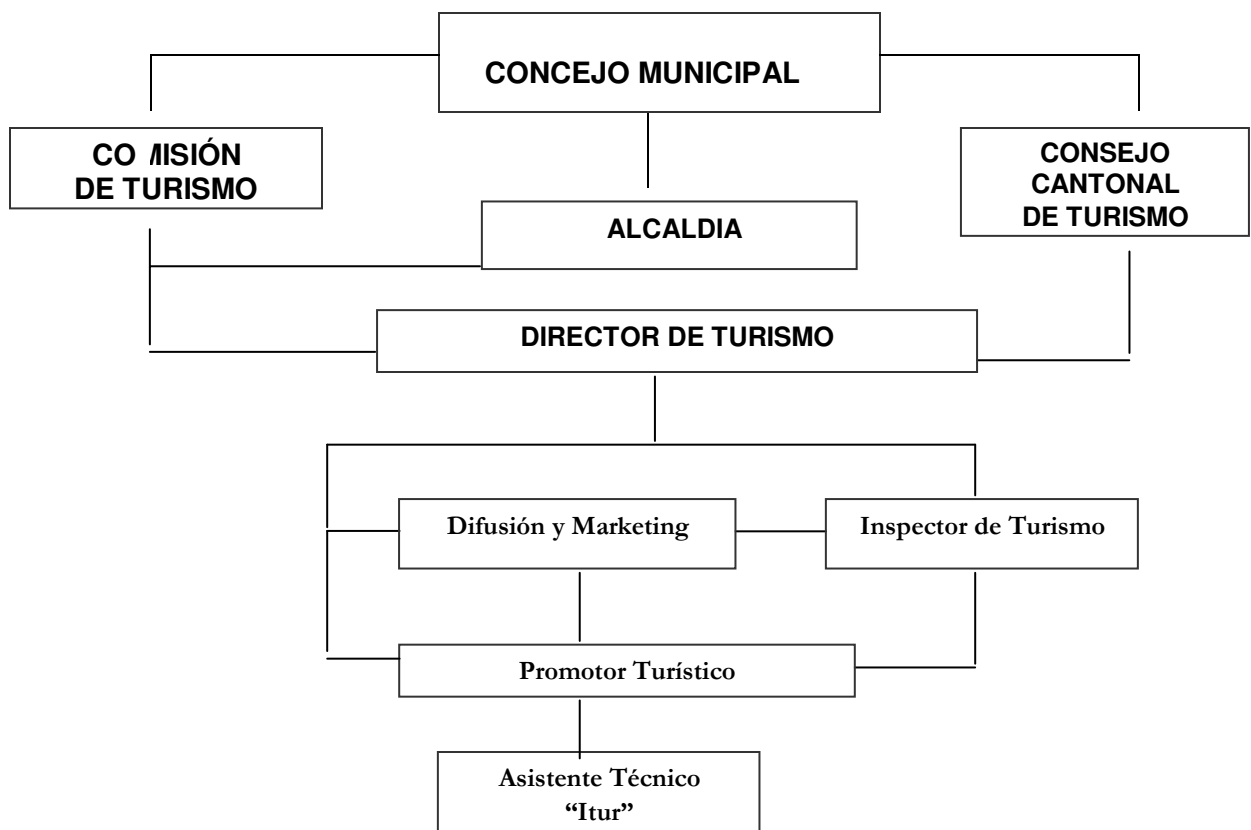 CONCEJO MUNICIPAL
COMISIÓN
DE TURISMO
CONSEJO
CANTONAL
DE TURISMO
ALCALDIA
DIRECTOR DE TURISMO
Difusión y Marketing
Inspector de Turismo
Promotor Turístico
Asistente Técnico
“Itur”